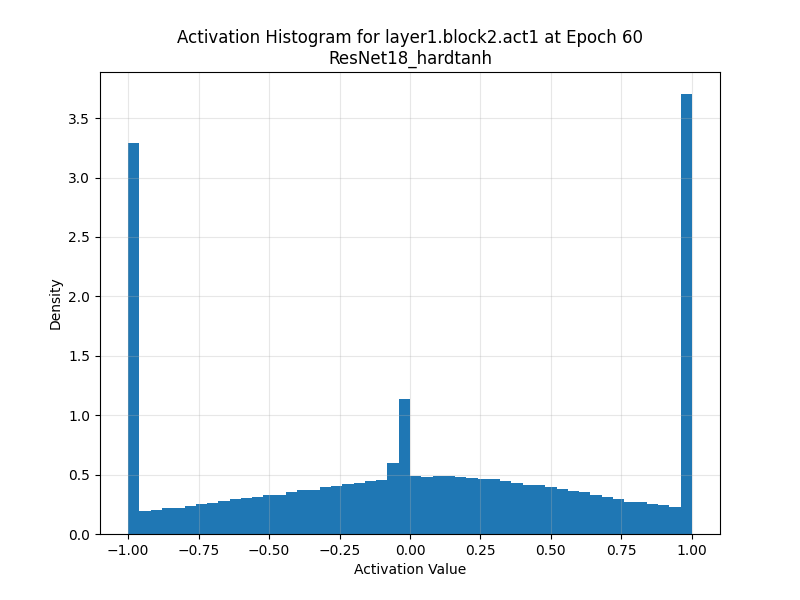 Activation Histogram for layer1.block2.act1 at Epoch 60
ResNet18_hardtanh
3.5
3.0
2.5
2.0
1.5
1.0
0.5
0.0
Density
−1.00 −0.75 −0.50 −0.25 0.00 0.25 0.50 0.75 1.00
Activation Value